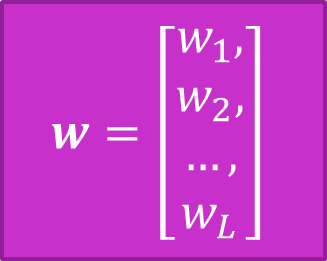 w₁,
w₂,
w = […,]
w_L